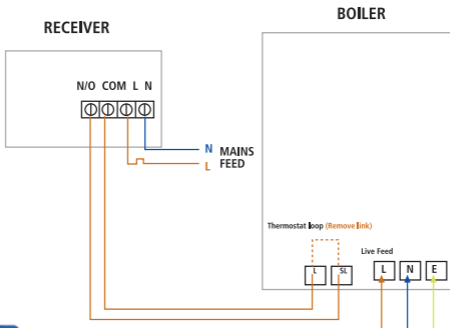 RECEIVER
BOILER
N/O COM L N
N MAINS
L FEED
Thermostat loop (Remove link)
Live Feed
L SL L N E